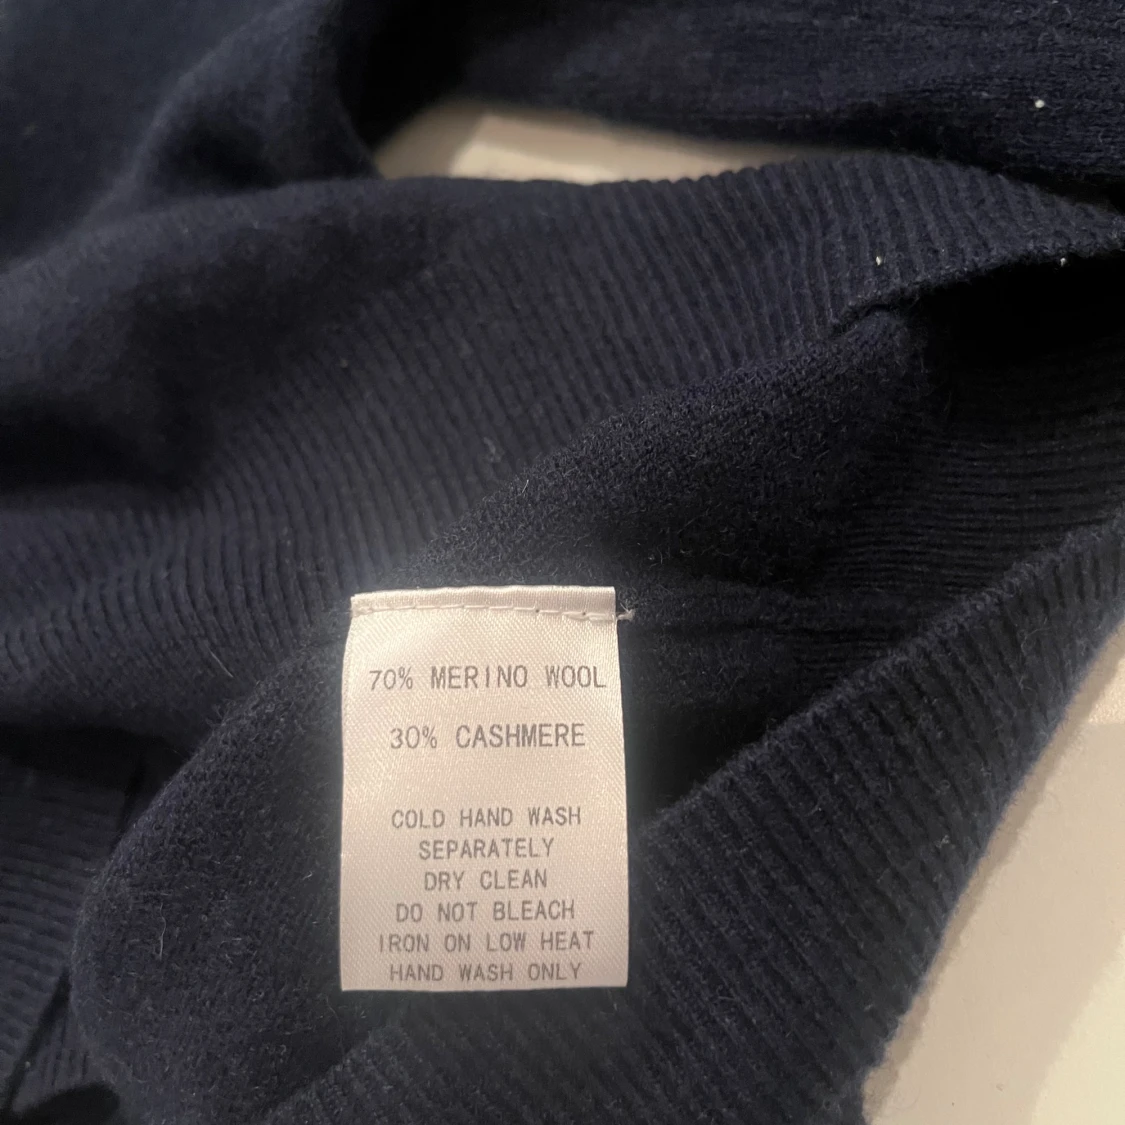 70% MERINO WOOL
30% CASHMERE
COLD HAND WASH
SEPARATELY
DRY CLEAN
DO NOT BLEACH
IRON ON LOW HEAT
HAND WASH ONLY